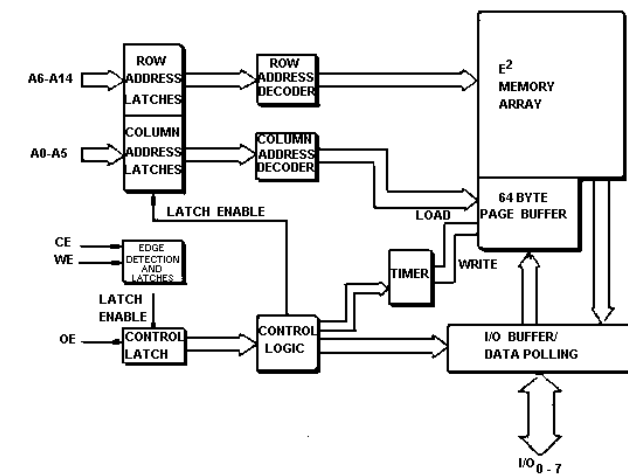 A6-A14
ROW
ADDRESS
LATCHES
ROW
ADDRESS
DECODER
E2
MEMORY
ARRAY
A0-A5
COLUMN
ADDRESS
LATCHES
COLUMN
ADDRESS
DECODER
64 BYTE
PAGE BUFFER
LATCH ENABLE
LOAD
CE
WE
EDGE
DETECTION AND
LATCHES
TIMER
WRITE
LATCH
ENABLE
OE
CONTROL
LATCH
CONTROL
LOGIC
I/O BUFFER/
DATA POLLING
I/O0 - 7